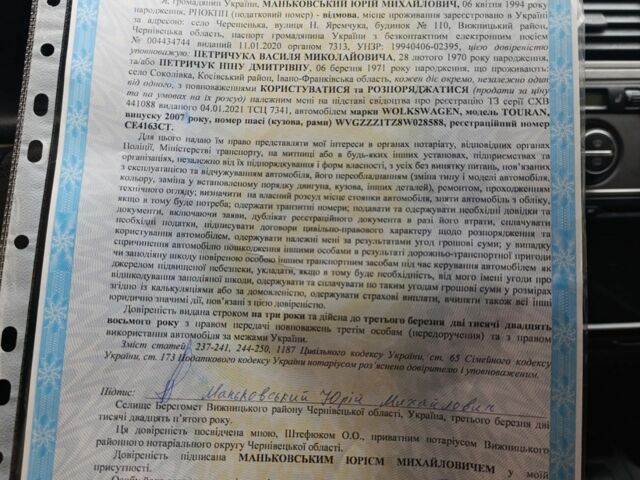 Я, громадянин України, МАНЬКОВСЬКИЙ ЮРІЙ МИХАЙЛОВИЧ, 06 квітня 1994 року
народження, РНОКПП (податковий номер) - відмова, місце проживання зареєстровано в Україні
за адресою: село Черепковка, вулиця Н. Яремчука, будинок № 110, Вижницький район,
Чернівецька область, паспорт громадянина України з безконтактним електронним носієм
№ 004434744 виданий 11.01.2020 органом 7313, УНЗР: 19940406-02395, цією довіреністю
уповноважую: ПЕТРИЧУКА ВАСИЛЯ МИКОЛАЙОВИЧА, 28 лютого 1970 року народження,
та/або ПЕТРИЧУК НІНУ ДМИТРІВНУ, 06 березня 1971 року народження, що проживають:
село Соколівка, Косівський район, Івано-Франківська область, кожен діє окремо, незалежно один
від одного, з повноваженнями КОРИСТУВАТИСЯ та РОЗПОРЯДЖАТИСЯ (продати за ціну
та на умовах на їх розсуд) належним мені на підставі свідоцтва про реєстрацію ТЗ серії СХВ
441088 виданого 04.01.2021 ТСЦ 7341, автомобілем марки WOLKSWAGEN, модель TOURAN,
випуску 2007 року, номер шасі (кузова, рами) WVGZZZ1TZ8W028588, реєстраційний номер
СЕ4163СТ.
Для цього надаю їм право представляти мої інтереси в органах нотаріату, відповідних органах
Поліції, Міністерстві транспорту, на митниці або в будь-яких інших установах, підприємствах та
організаціях, незалежно від їх підпорядкування і форм власності, з усіх без винятку питань, пов'язаних
з експлуатацією та відчуженням автомобіля, його переобладнанням (зміна типу і моделі автомобіля,
кольору, заміна у встановленому порядку двигуна, кузова, інших деталей), ремонтом, проходженням
технічного огляду; визначити на власний розсуд місце стоянки автомобіля, зняти автомобіль з обліку,
якщо в тому буде потреба; одержати транзитні номери; подавати та одержувати необхідні довідки та
документи, включаючи заяви, дублікат реєстраційного документа в разі його втрати, сплачувати
необхідні податки, підписувати договори цивільно-правового характеру щодо розпорядження та
користування автомобілем, одержувати належні мені за результатами угод грошові суми; у випадку
спричинення автомобілю пошкодження іншими особами в результаті дорожньо-транспортної пригоди
чи заподіяну шкоду повіреною особою іншим транспортним засобам під час керування автомобілем як
джерелом підвищеної небезпеки, укладати, якщо в тому буде необхідність, від мого імені угоди про
відшкодування заподіяної шкоди, одержувати та сплачувати по таким угодам грошові суми у розмірах
згідно із калькуляціями або за домовленістю, одержувати страхові виплати, вчиняти також всі інші
юридично значимі дії, пов'язані з цією довіреністю.
Довіреність видана строком на три роки та дійсна до третього березня дві тисячі двадцять
восьмого року з правом передачі повноважень третім особам (передоручення) та з правом
використання автомобіля за межами України.
Зміст статей 237-241, 244-250, 1187 Цивільного кодексу України, ст. 65 Сімейного кодексу
України, ст. 173 Податкового кодексу України нотаріусом роз'яснено довірителю і уповноваженим.
Підпис: Маньковський Юрій Михайлович
Селище Берегомет Вижницького району Чернівецької області, Україна, третього березня дві
тисячі двадцять п'ятого року.
Ця довіреність посвідчена мною, Штефюком О.О., приватним нотаріусом Вижницького
районного нотаріального округу Чернівецької області.
Довіреність підписана МАНЬКОВСЬКИМ ЮРІЄМ МИХАЙЛОВИЧЕМ у моїй
присутності.